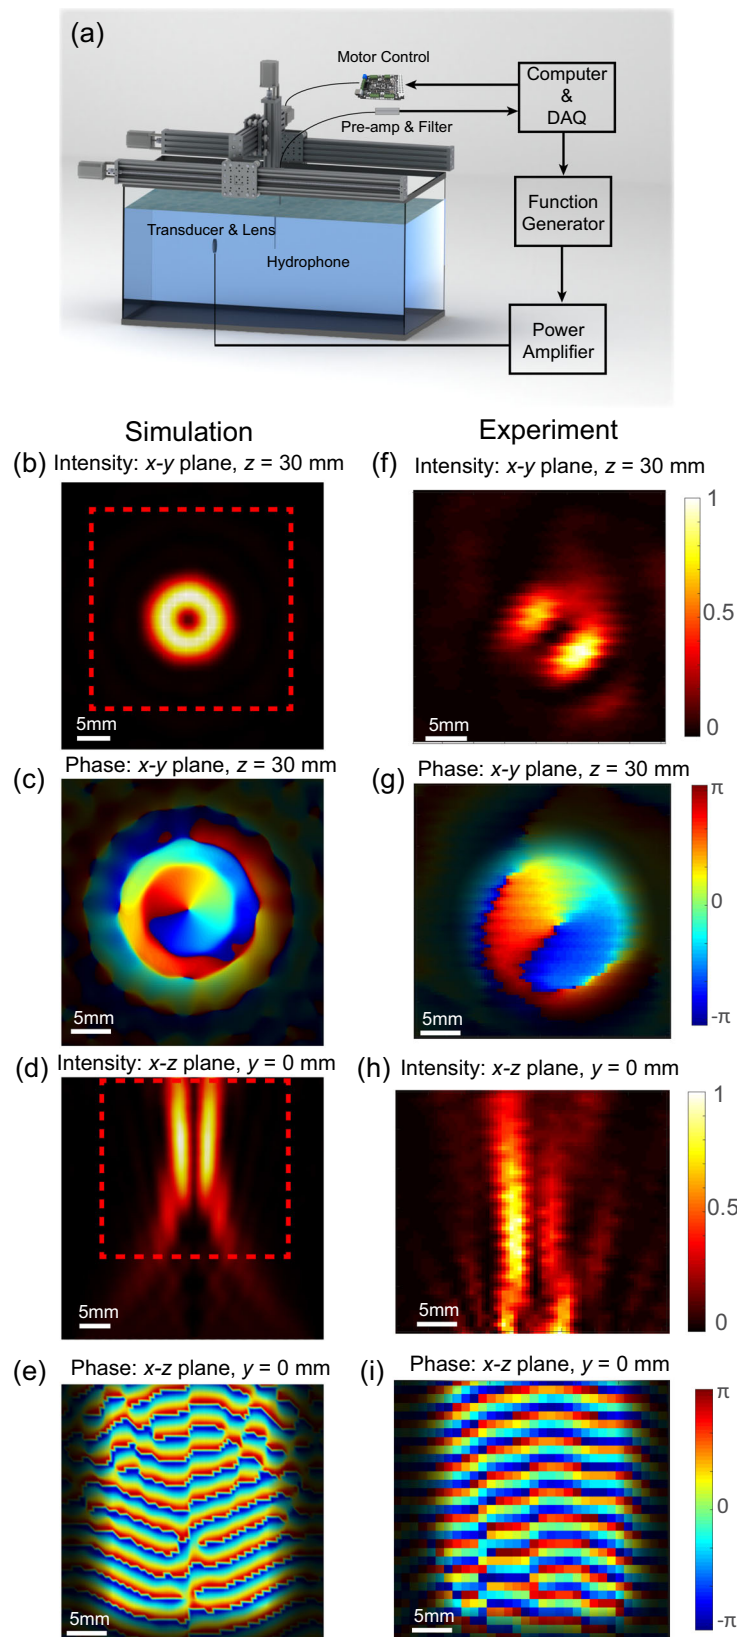 (a)
Motor Control
Computer
&
DAQ
Pre-amp & Filter
Function
Generator
Transducer & Lens
Hydrophone
Power
Amplifier
Simulation
Experiment
(b) Intensity: x-y plane, z = 30 mm
5mm
(f) Intensity: x-y plane, z = 30 mm
5mm
1
0.5
0
(c) Phase: x-y plane, z = 30 mm
5mm
(g) Phase: x-y plane, z = 30 mm
5mm
π
0
-π
(d) Intensity: x-z plane, y = 0 mm
5mm
(h) Intensity: x-z plane, y = 0 mm
5mm
1
0.5
0
(e) Phase: x-z plane, y = 0 mm
5mm
(i) Phase: x-z plane, y = 0 mm
5mm
π
0
-π